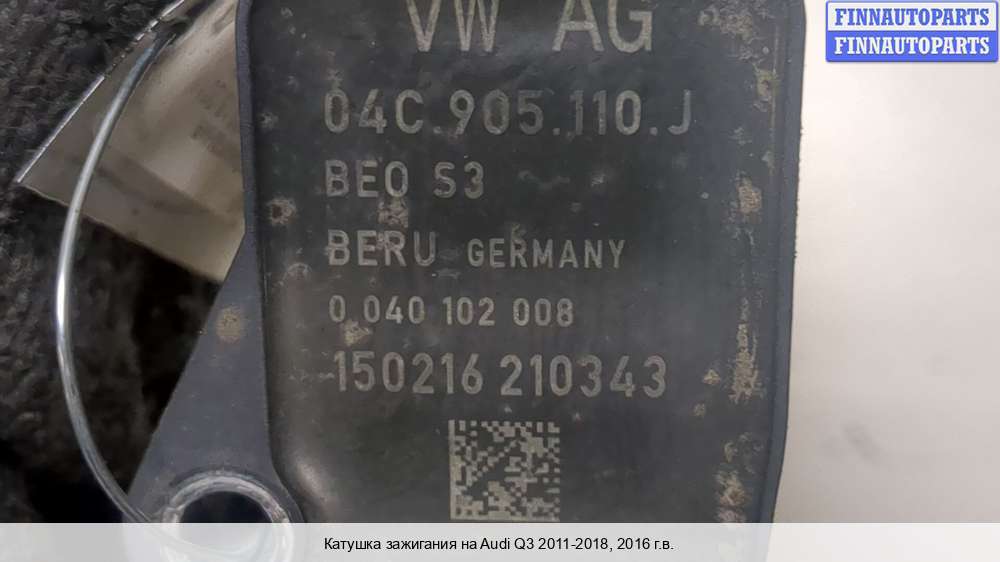 FINNAUTOPARTS
FINNAUTOPARTS
VW AG
04C.905.110.J
BEO S3
BERU GERMANY
0 040 102 008
150216 210343
Катушка зажигания на Audi Q3 2011-2018, 2016 г.в.